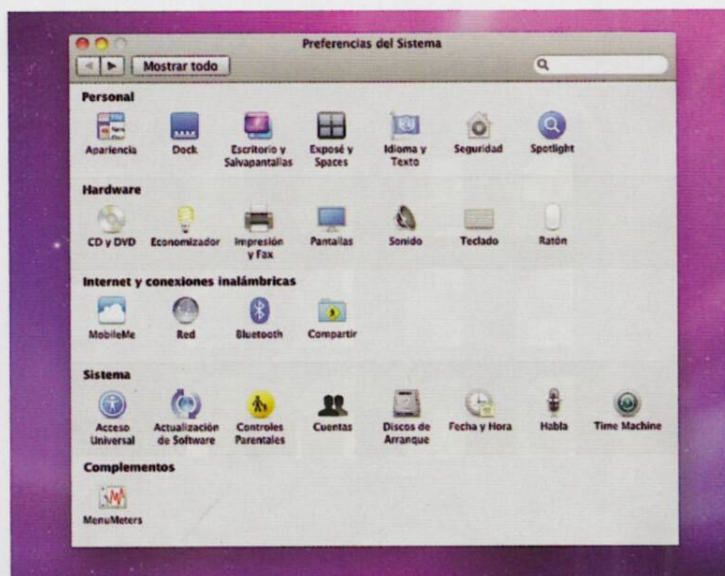 Preferencias del Sistema
Mostrar todo
Personal
Apariencia
Dock
Escritorio y
Salvapantallas
Exposé y
Spaces
Idioma y
Texto
Seguridad
Spotlight
Hardware
CD y DVD
Economizador
Impresión
y Fax
Pantallas
Sonido
Teclado
Ratón
Internet y conexiones inalámbricas
MobileMe
Red
Bluetooth
Compartir
Sistema
Acceso
Universal
Actualización
de Software
Controles
Parentales
Cuentas
Discos de
Arranque
Fecha y Hora
Habla
Time Machine
Complementos
MenuMeters